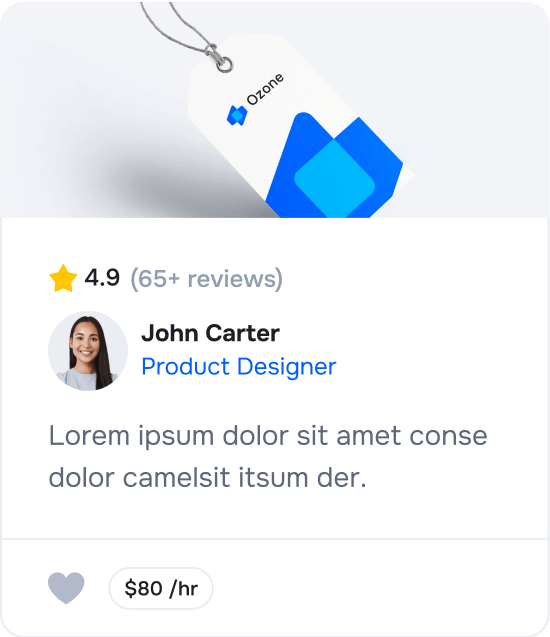 Ozone
4.9 (65+ reviews)
John Carter
Product Designer
Lorem ipsum dolor sit amet conse
dolor camelsit itsum der.
$80 /hr